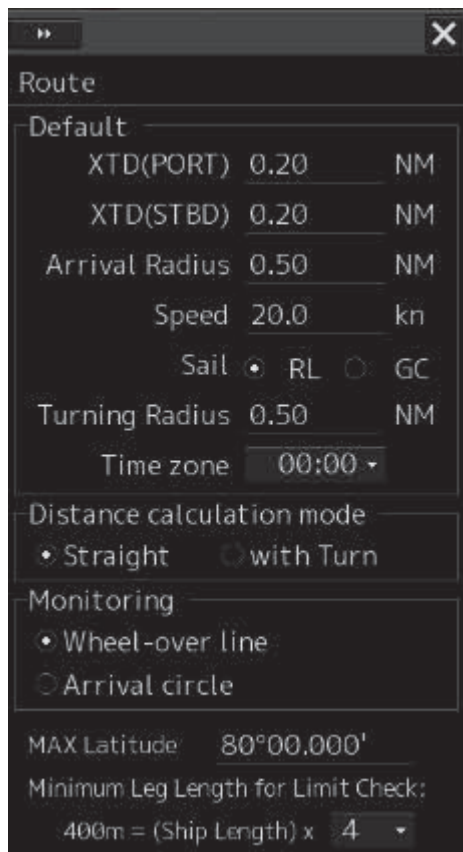 Route
Default
XTD(PORT) 0.20 NM
XTD(STBD) 0.20 NM
Arrival Radius 0.50 NM
Speed 20.0 kn
Sail RL GC
Turning Radius 0.50 NM
Time zone 00:00
Distance calculation mode
Straight with Turn
Monitoring
Wheel-over line
Arrival circle
MAX Latitude 80°00.000'
Minimum Leg Length for Limit Check:
400m = (Ship Length) x 4